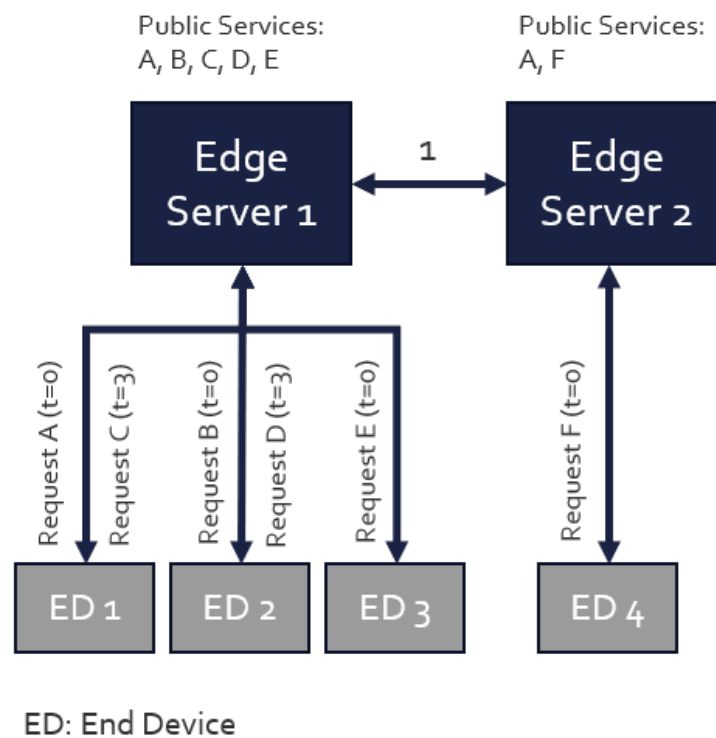 Public Services:
A, B, C, D, E
Public Services:
A, F
Edge
Server 1
1
Edge
Server 2
Request A (t=0)
Request C (t=3)
Request B (t=0)
Request D (t=3)
Request E (t=0)
Request F (t=0)
ED 1
ED 2
ED 3
ED 4
ED: End Device